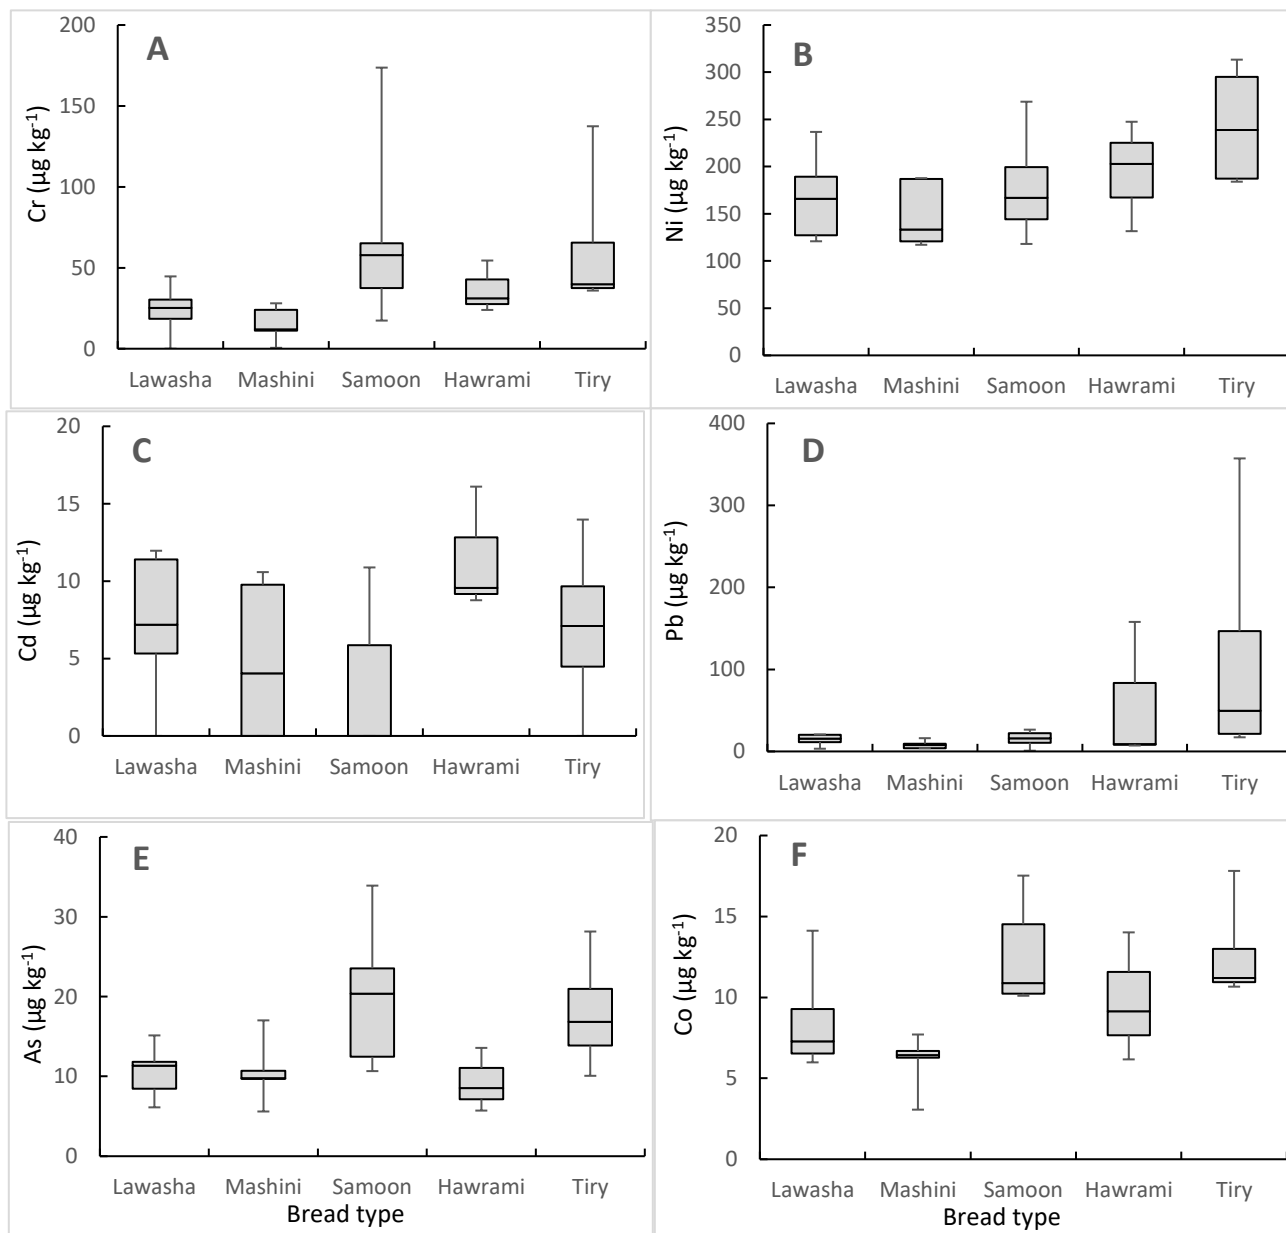 A
Cr (µg kg-1)
200
150
100
50
0
Lawasha Mashini Samoon Hawrami Tiry
B
Ni (µg kg-1)
350
300
250
200
150
100
50
0
Lawasha Mashini Samoon Hawrami Tiry
C
Cd (µg kg-1)
20
15
10
5
0
Lawasha Mashini Samoon Hawrami Tiry
D
Pb (µg kg-1)
400
300
200
100
0
Lawasha Mashini Samoon Hawrami Tiry
E
As (µg kg-1)
40
30
20
10
0
Lawasha Mashini Samoon Hawrami Tiry
Bread type
F
Co (µg kg-1)
20
15
10
5
0
Lawasha Mashini Samoon Hawrami Tiry
Bread type